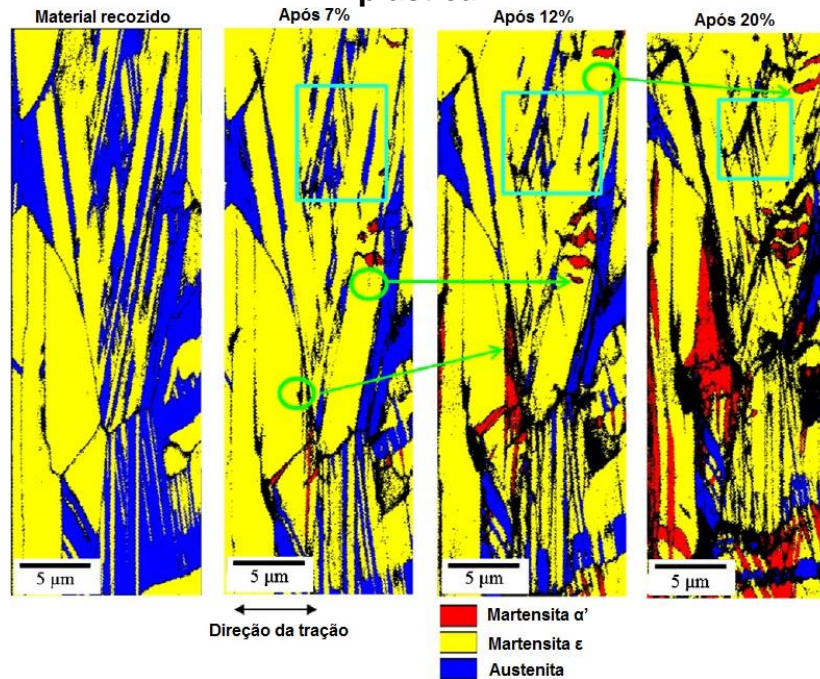 Material recozido
Após 7%
Após 12%
Após 20%
5 µm
5 µm
5 µm
5 µm
Direção da tração
Martensita α'
Martensita ε
Austenita